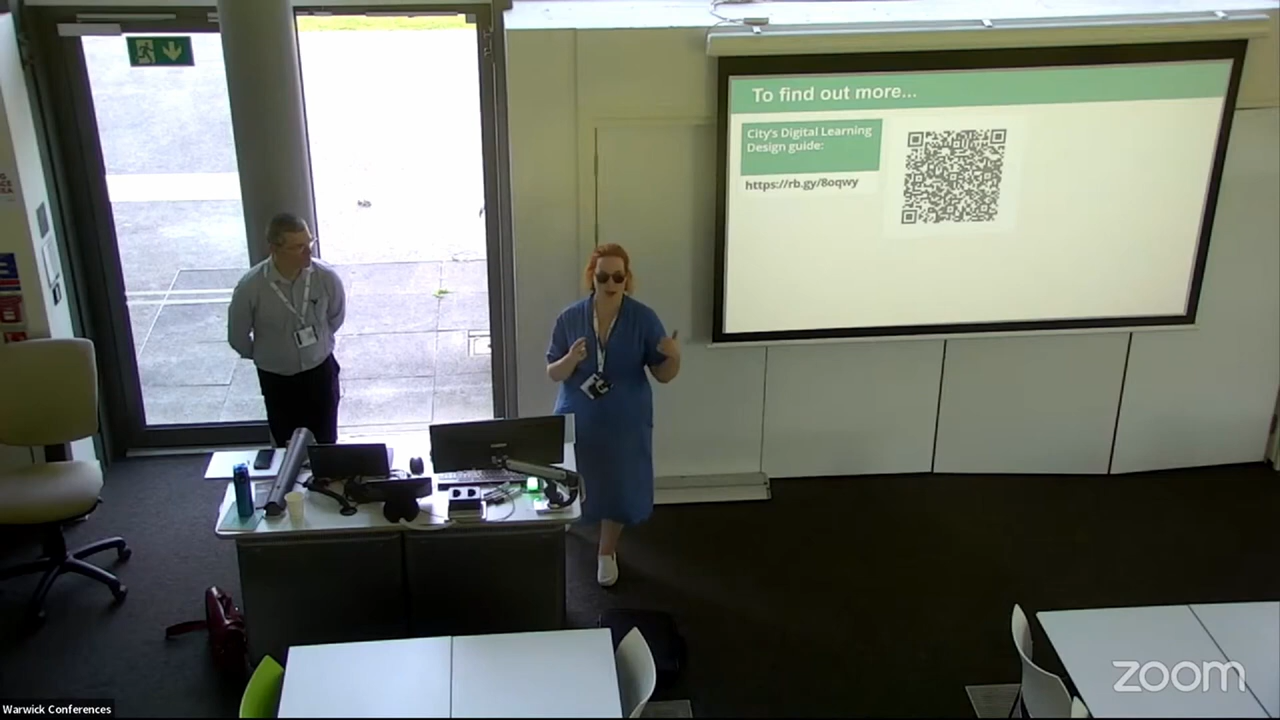 To find out more...
City's Digital Learning
Design guide:
https://rb.gy/8oqwy
zoom
Warwick Conferences